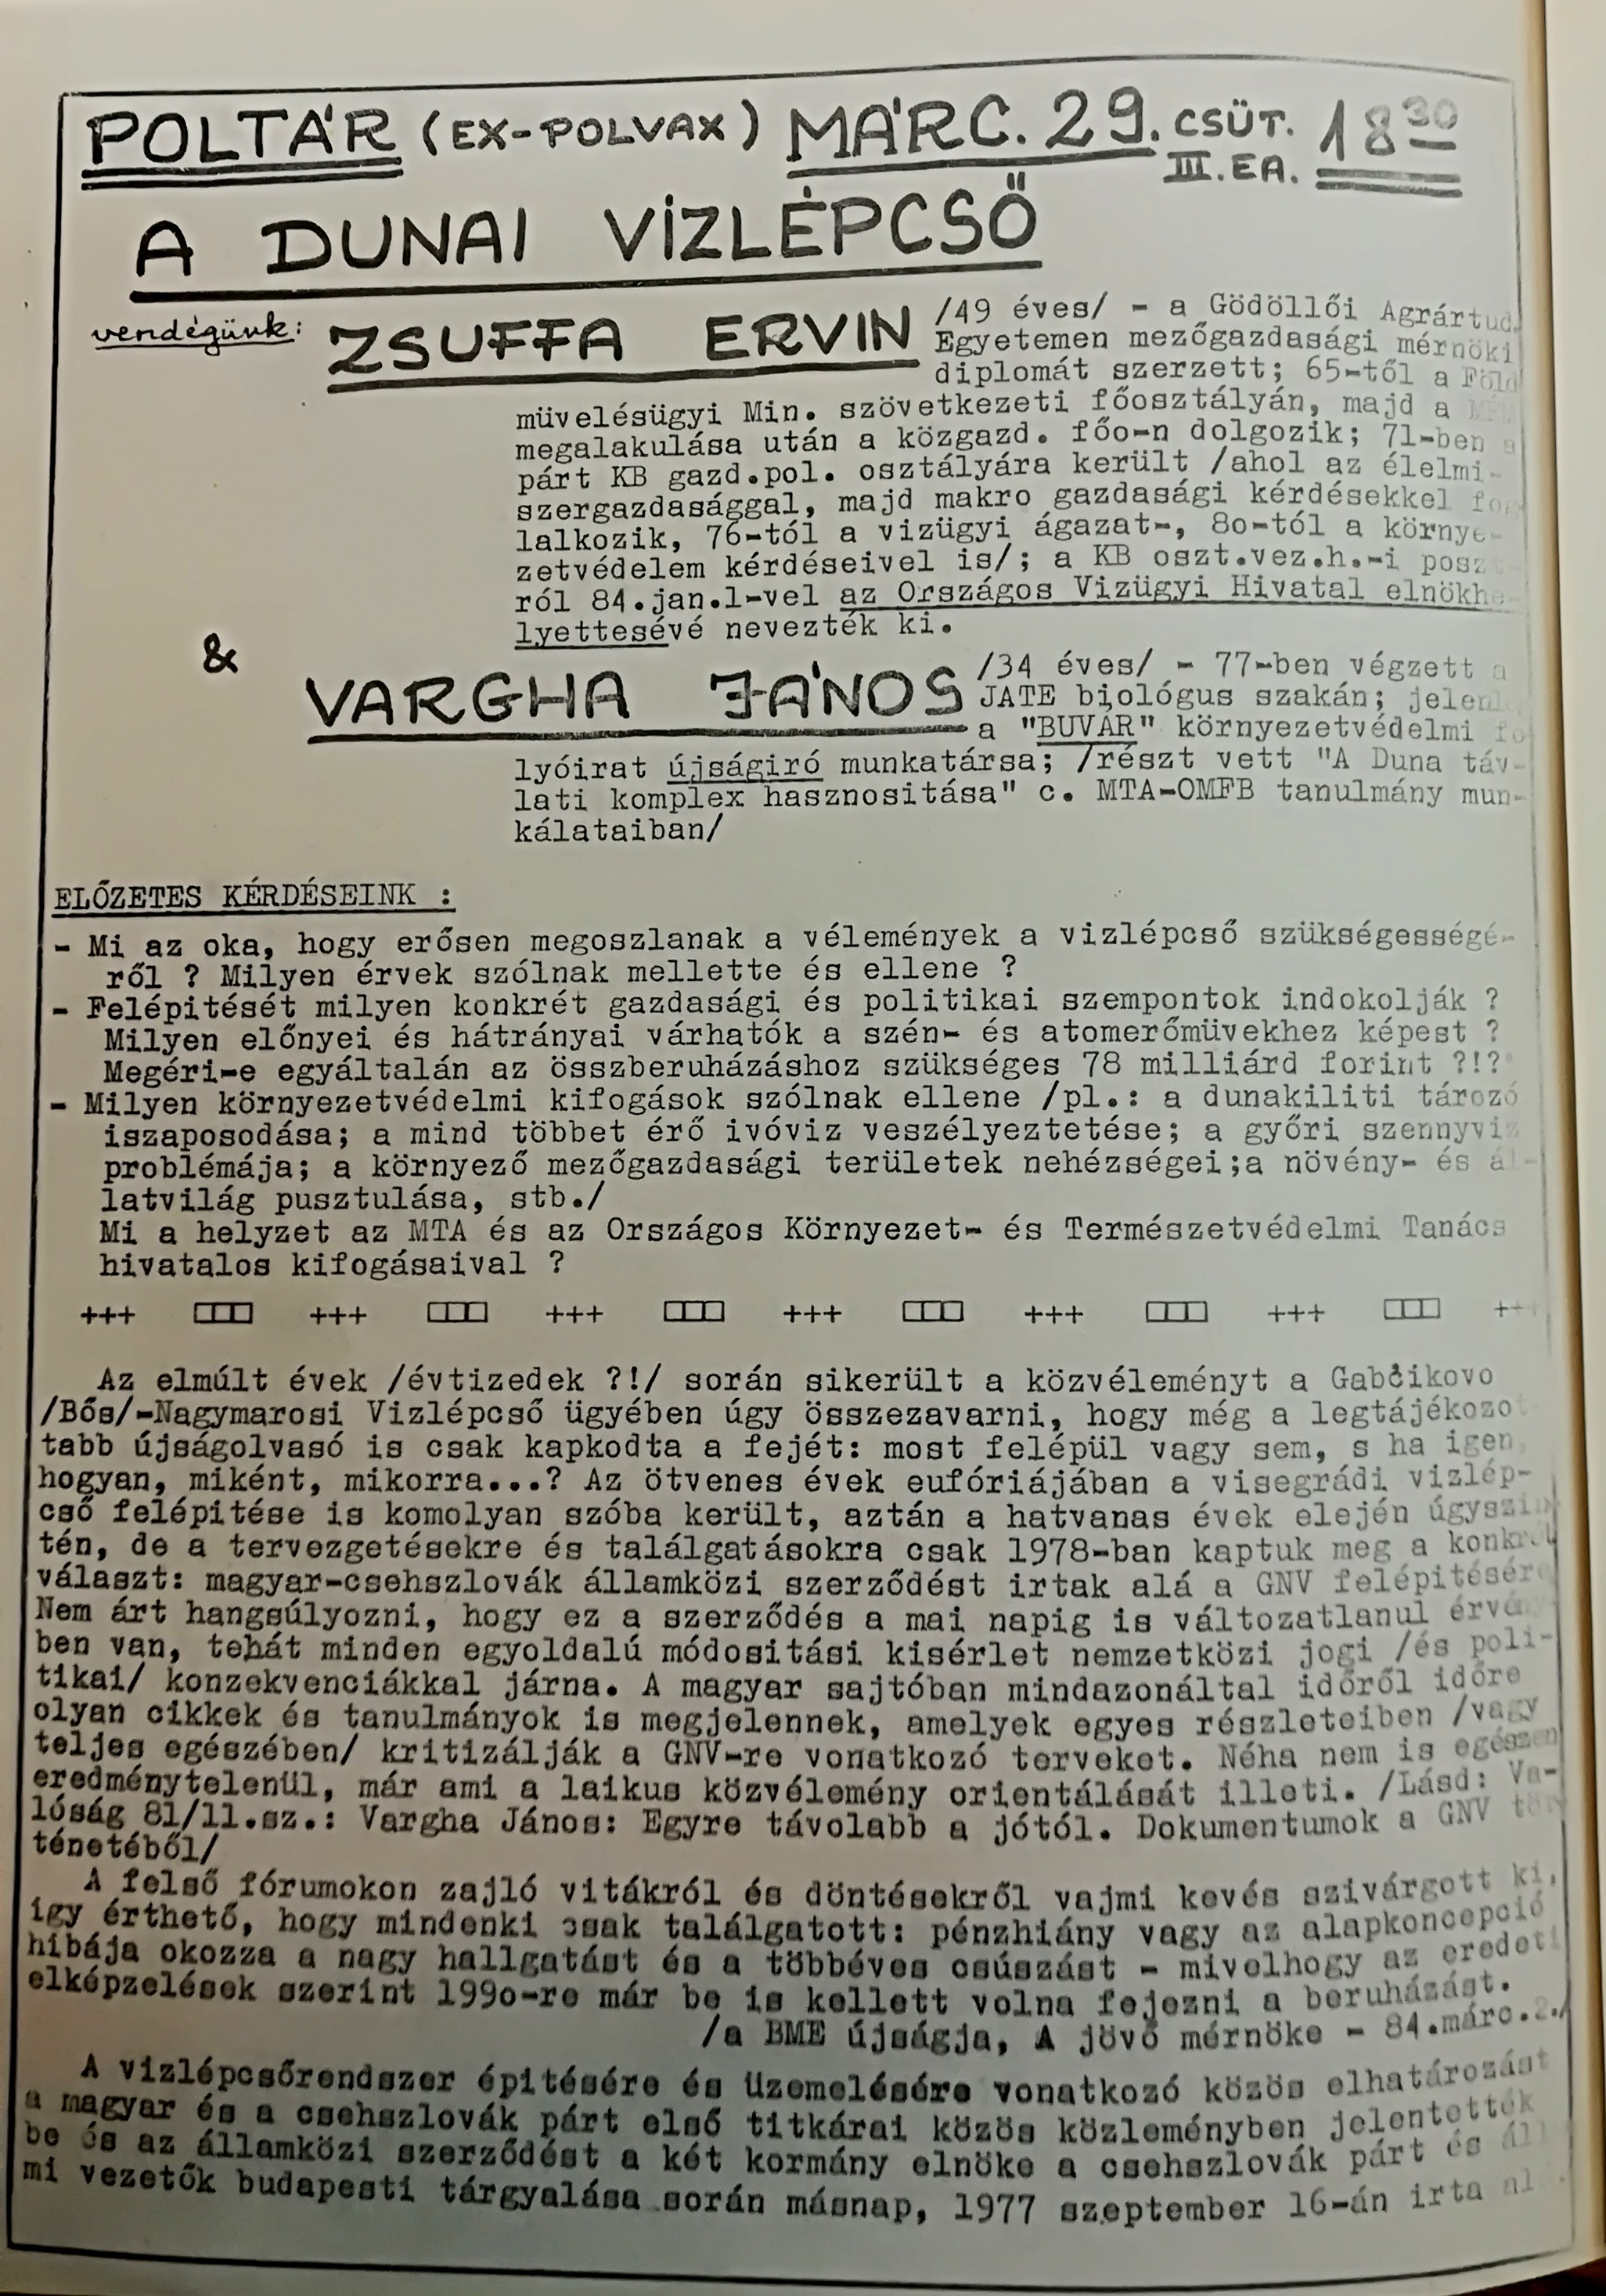 POLTÁR (EX-POLVAX) MÁRC. 29. CSÜT. 18³⁰
III. EA.
A DUNAI VÍZLÉPCSŐ
vendégünk: ZSUFFA ERVIN /49 éves/ - a Gödöllői Agrártud.
Egyetemen mezőgazdasági mérnöki
diplomát szerzett; 65-től a Föld
müvelésügyi Min. szövetkezeti főosztályán, majd a MÉM
megalakulása után a közgazd. főo-n dolgozik; 71-ben a
párt KB gazd.pol. osztályára került /ahol az élelmi-
szergazdasággal, majd makro gazdasági kérdésekkel fog
lalkozik, 76-tól a vizügyi ágazat-, 8o-tól a környe-
zetvédelem kérdéseivel is/; a KB oszt.vez.h.-i poszt-
ról 84.jan.l-vel az Országos Vizügyi Hivatal elnökhe-
lyettesévé nevezték ki.
&
VARGHA JÁNOS /34 éves/ - 77-ben végzett a
JATE biológus szakán; jelenl
a "BUVÁR" környezetvédelmi fo
lyóirat újságiró munkatársa; /részt vett "A Duna táv-
lati komplex hasznositása" c. MTA-OMFB tanulmány mun-
kálataiban/
ELŐZETES KÉRDÉSEINK :
- Mi az oka, hogy erősen megoszlanak a vélemények a vizlépcső szükségességé-
ről ? Milyen érvek szólnak mellette és ellene ?
- Felépitését milyen konkrét gazdasági és politikai szempontok indokolják ?
Milyen előnyei és hátrányai várhatók a szén- és atomerőmüvekhez képest ?
Megéri-e egyáltalán az összberuházáshoz szükséges 78 milliárd forint ?!?
- Milyen környezetvédelmi kifogások szólnak ellene /pl.: a dunakiliti tározó
iszaposodása; a mind többet érő ivóviz veszélyeztetése; a győri szennyviz
problémája; a környező mezőgazdasági területek nehézségei;a növény- és ál-
latvilág pusztulása, stb./
Mi a helyzet az MTA és az Országos Környezet- és Természetvédelmi Tanács
hivatalos kifogásaival ?
+++ +++ +++ +++ +++ +++ +++
Az elmúlt évek /évtizedek ?!/ során sikerült a közvéleményt a Gabčikovo
/Bős/-Nagymarosi Vizlépcső ügyében úgy összezavarni, hogy még a legtájékozot
tabb újságolvasó is csak kapkodta a fejét: most felépül vagy sem, s ha igen,
hogyan, miként, mikorra...? Az ötvenes évek eufóriájában a visegrádi vizlép-
cső felépitése is komolyan szóba került, aztán a hatvanas évek elején úgyszin
tén, de a tervezgetésekre és találgatásokra csak 1978-ban kaptuk meg a konkrét
választ: magyar-csehszlovák államközi szerződést irtak alá a GNV felépitésére
Nem árt hangsúlyozni, hogy ez a szerződés a mai napig is változatlanul érvény
ben van, tehát minden egyoldalú módositási kisérlet nemzetközi jogi /és poli-
tikai/ konzekvenciákkal járna. A magyar sajtóban mindazonáltal időről időre
olyan cikkek és tanulmányok is megjelennek, amelyek egyes részleteiben /vagy
teljes egészében/ kritizálják a GNV-re vonatkozó terveket. Néha nem is egészen
eredménytelenül, már ami a laikus közvélemény orientálását illeti. /Lásd: Va-
lóság 81/11.sz.: Vargha János: Egyre távolabb a jótól. Dokumentumok a GNV tör
ténetéből/
A felső fórumokon zajló vitákról és döntésekről vajmi kevés szivárgott ki,
igy érthető, hogy mindenki csak találgatott: pénzhiány vagy az alapkoncepció
hibája okozza a nagy hallgatást és a többéves csúszást - mivelhogy az eredeti
elképzelések szerint 199o-re már be is kellett volna fejezni a beruházást.
/a BME újságja, A jövő mérnöke - 84.márc.2./
A vizlépcsőrendszer épitésére és üzemelésére vonatkozó közös elhatározást
a magyar és a csehszlovák párt első titkárai közös közleményben jelentették
be és az államközi szerződést a két kormány elnöke a csehszlovák párt és áll
mi vezetők budapesti tárgyalása során másnap, 1977 szeptember 16-án irta al